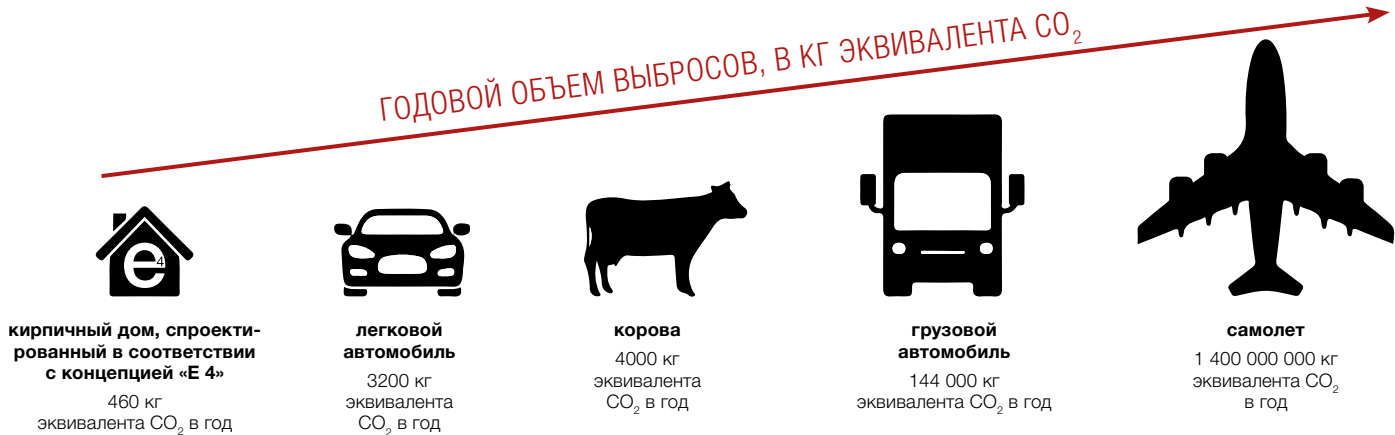 ГОДОВОЙ ОБЪЕМ ВЫБРОСОВ, В КГ ЭКВИВАЛЕНТА CO₂
e⁴
кирпичный дом, спроекти-
рованный в соответствии
с концепцией «Е 4»
460 кг
эквивалента CO₂ в год
легковой
автомобиль
3200 кг
эквивалента
CO₂ в год
корова
4000 кг
эквивалента
CO₂ в год
грузовой
автомобиль
144 000 кг
эквивалента CO₂ в год
самолет
1 400 000 000 кг
эквивалента CO₂
в год